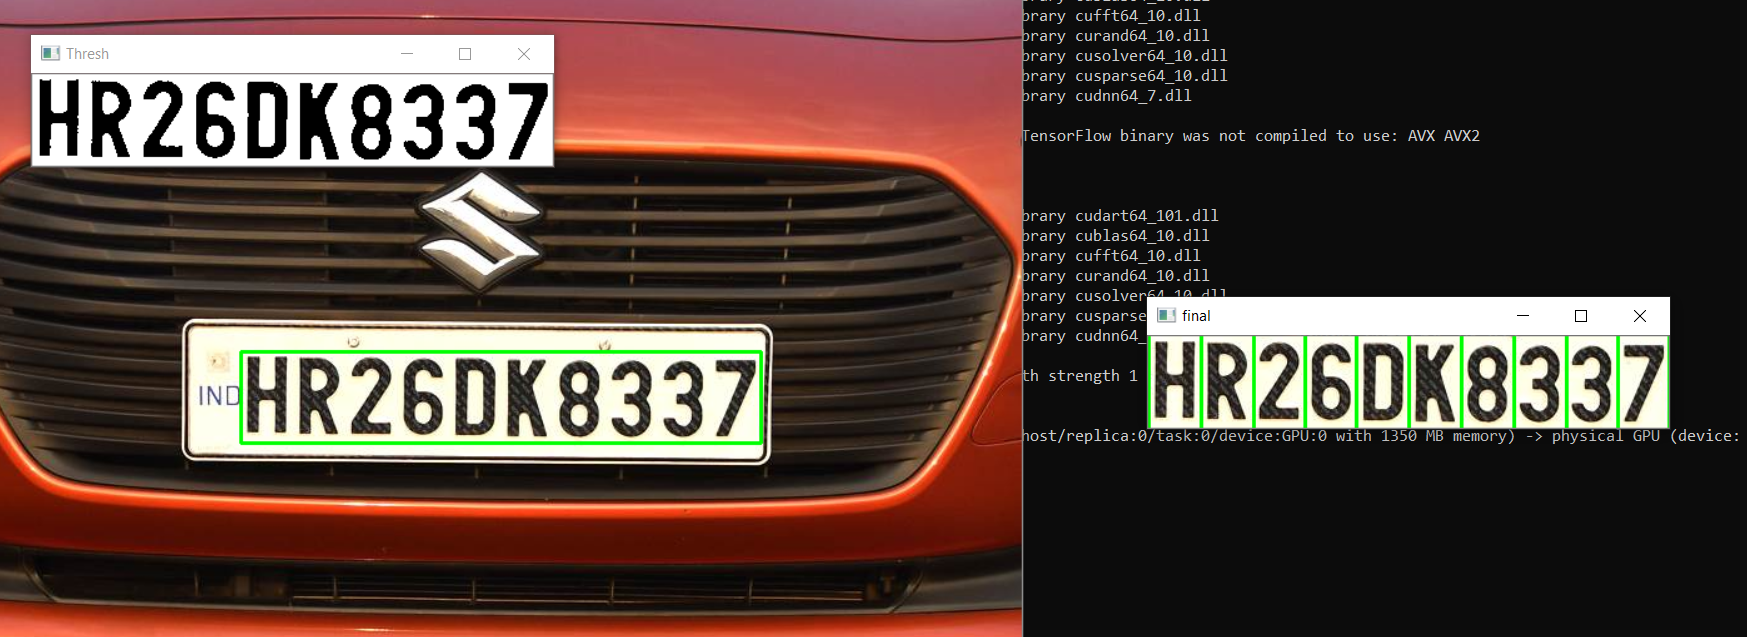 Thresh
HR26DK8337
IND
HR26DK8337
brary cufft64_10.dll
brary curand64_10.dll
brary cusolver64_10.dll
brary cusparse64_10.dll
brary cudnn64_7.dll
TensorFlow binary was not compiled to use: AVX AVX2
brary cudart64_101.dll
brary cublas64_10.dll
brary cufft64_10.dll
brary curand64_10.dll
brary cusolver64_10.dll
brary cusparse
brary cudnn64_
th strength 1
final
HR26DK8337
host/replica:0/task:0/device:GPU:0 with 1350 MB memory) -> physical GPU (device: